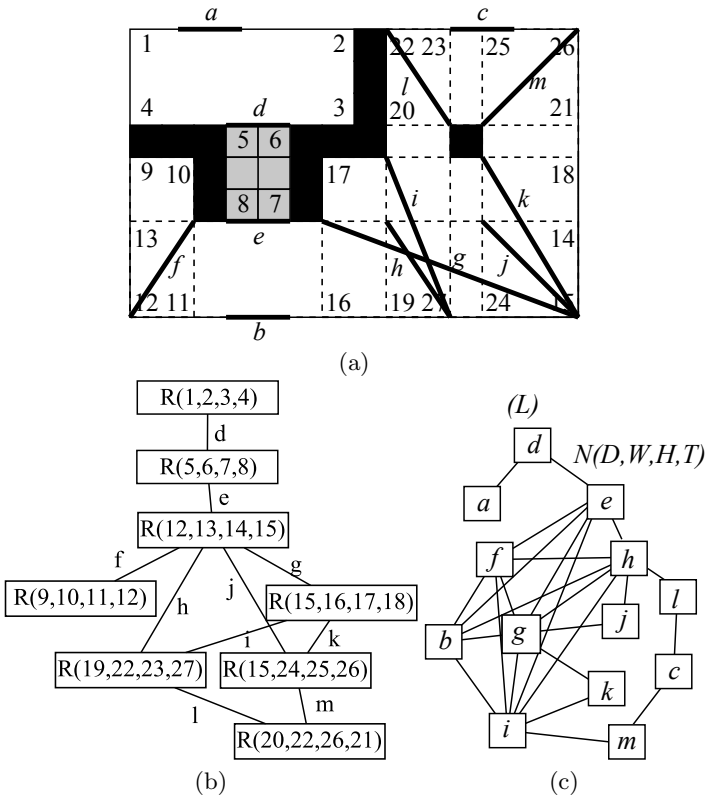 a c
1 2 22 23 25 26
l m
4 d 3 20 21
5 6
9 10 17 18
i k
8 7
13 e 14
f h g j
12 11 16 19 27 24 15
b
(a)
R(1,2,3,4)
d
R(5,6,7,8)
e
R(12,13,14,15)
f g
R(9,10,11,12) h j R(15,16,17,18)
i k
R(19,22,23,27) R(15,24,25,26)
l m
R(20,22,26,21)
(b)
(L)
d N(D,W,H,T)
a e
f h
l
b g j
k c
i m
(c)